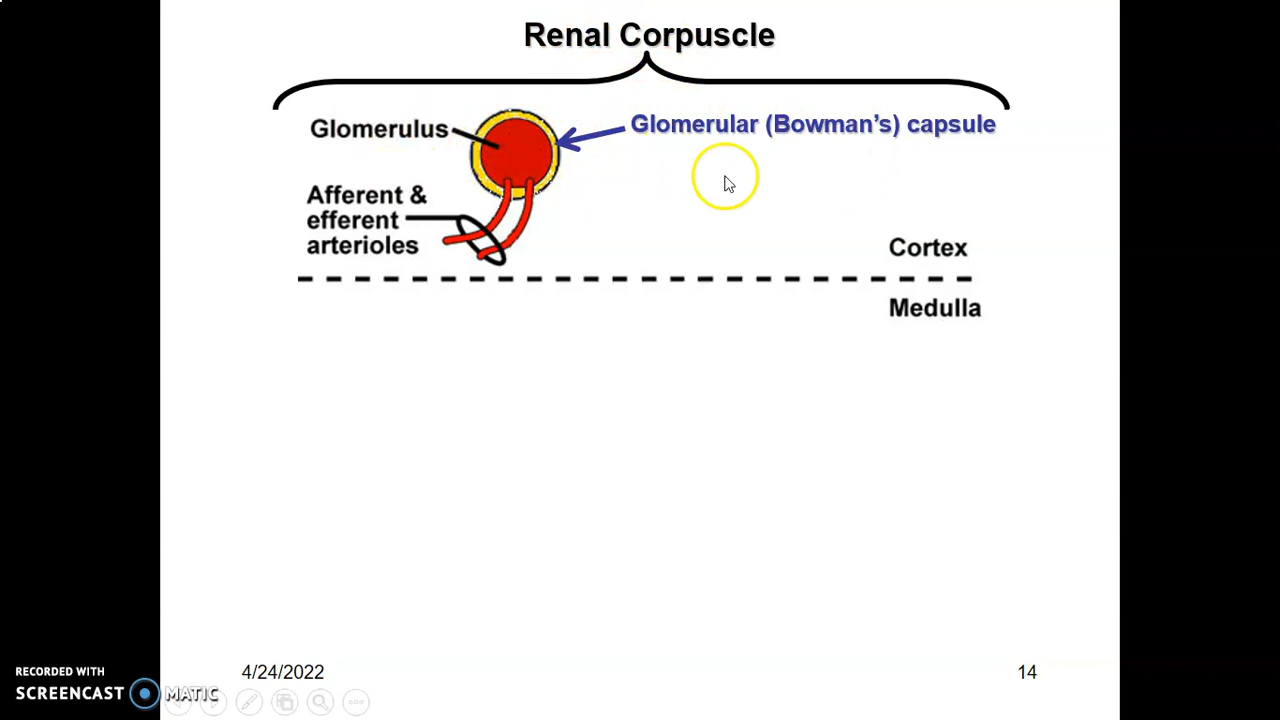 Renal Corpuscle
Glomerulus
Glomerular (Bowman's) capsule
Afferent &
efferent
arterioles
Cortex
Medulla
RECORDED WITH
SCREENCAST MATIC
4/24/2022
14